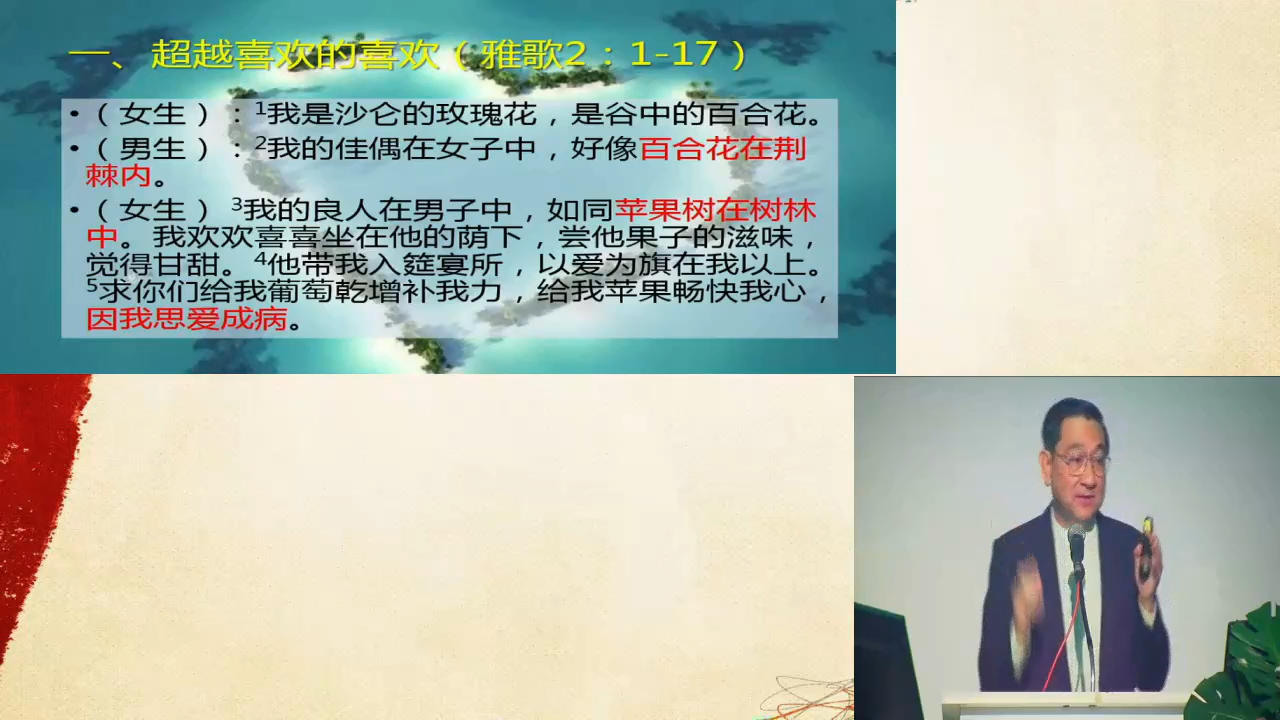 一、超越喜欢的喜欢（雅歌2：1-17）
•（女生）：1我是沙仑的玫瑰花，是谷中的百合花。
•（男生）：2我的佳偶在女子中，好像百合花在荆
棘内。
•（女生）3我的良人在男子中，如同苹果树在树林
中。我欢欢喜喜坐在他的荫下，尝他果子的滋味，
觉得甘甜。4他带我入筵宴所，以爱为旗在我以上。
5求你们给我葡萄乾增补我力，给我苹果畅快我心，
因我思爱成病。